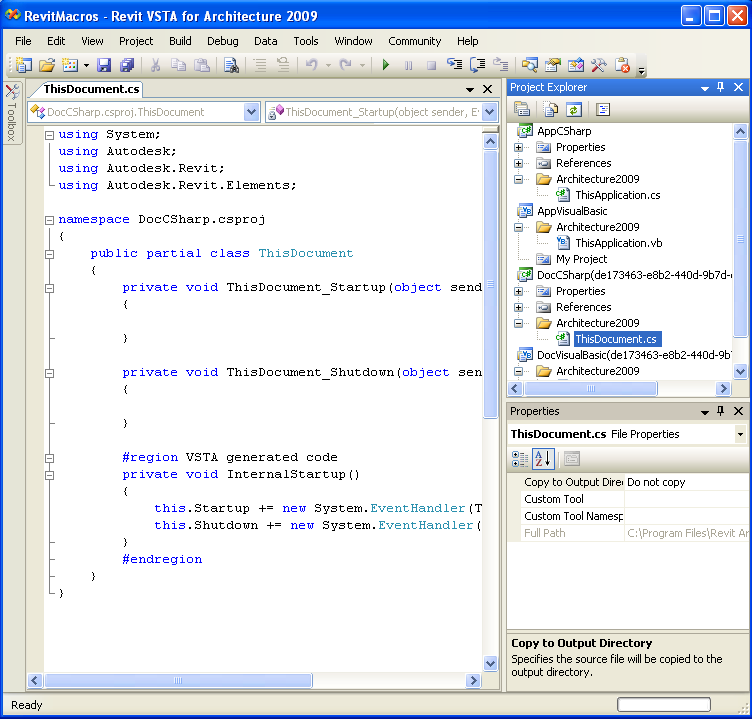 RevitMacros - Revit VSTA for Architecture 2009
File Edit View Project Build Debug Data Tools Window Community Help
Toolbox
ThisDocument.cs
DocCSharp.csproj.ThisDocument
ThisDocument_Startup(object sender, E
using System;
using Autodesk;
using Autodesk.Revit;
using Autodesk.Revit.Elements;
namespace DocCSharp.csproj
{
public partial class ThisDocument
{
private void ThisDocument_Startup(object send
{
}
private void ThisDocument_Shutdown(object sen
{
}
#region VSTA generated code
private void InternalStartup()
{
this.Startup += new System.EventHandler(T
this.Shutdown += new System.EventHandler(
}
#endregion
}
}
Project Explorer
AppCSharp
Properties
References
Architecture2009
ThisApplication.cs
AppVisualBasic
Architecture2009
ThisApplication.vb
My Project
DocCSharp(de173463-e8b2-440d-9b7d-
Properties
References
Architecture2009
ThisDocument.cs
DocVisualBasic(de173463-e8b2-440d-9b
Architecture2009
Properties
ThisDocument.cs File Properties
Copy to Output Dire Do not copy
Custom Tool
Custom Tool Namesp
Full Path C:\Program Files\Revit Ar
Copy to Output Directory
Specifies the source file will be copied to the
output directory.
Ready